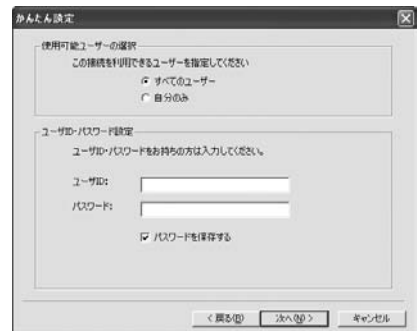 かんたん設定
使用可能ユーザーの選択
この接続を利用できるユーザーを指定してください
すべてのユーザー
自分のみ
ユーザID・パスワード設定
ユーザID・パスワードをお持ちの方は入力してください。
ユーザID:
パスワード:
パスワードを保存する
< 戻る(B)
次へ(N) >
キャンセル